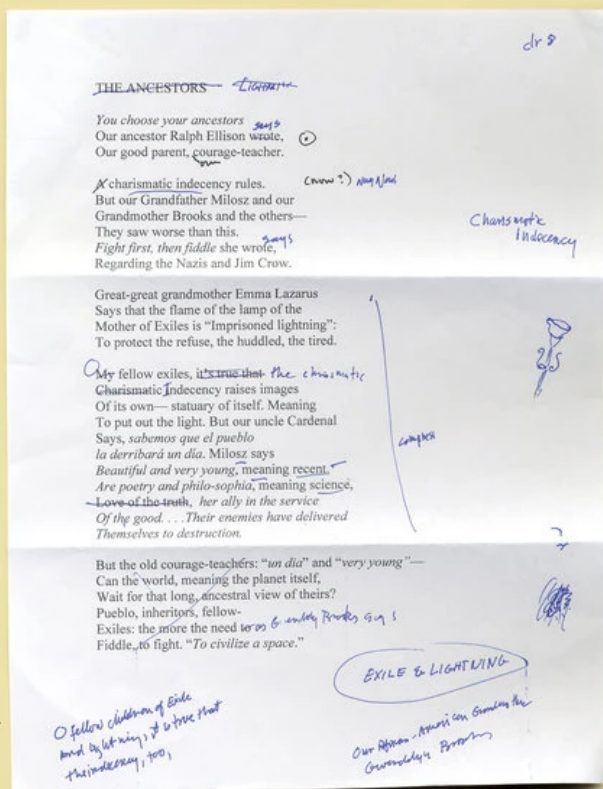 dr 8
THE ANCESTORS LIGHTNING
You choose your ancestors
says
Our ancestor Ralph Ellison wrote,
Our good parent, courage-teacher.
our
A charismatic indecency rules. (now?)
But our Grandfather Milosz and our
Grandmother Brooks and the others—
They saw worse than this.
says
Fight first, then fiddle she wrote,
Regarding the Nazis and Jim Crow.
Charismatic
Indecency
Great-great grandmother Emma Lazarus
Says that the flame of the lamp of the
Mother of Exiles is “Imprisoned lightning”:
To protect the refuse, the huddled, the tired.
O My fellow exiles, it’s true that the charismatic
Charismatic Indecency raises images
Of its own— statuary of itself. Meaning
To put out the light. But our uncle Cardenal
Says, sabemos que el pueblo
la derribará un día. Milosz says
Beautiful and very young, meaning recent,
Are poetry and philo-sophia, meaning science,
Love of the truth, her ally in the service
Of the good. . . .Their enemies have delivered
Themselves to destruction.
compress
?
But the old courage-teachers: “un día” and “very young”—
Can the world, meaning the planet itself,
Wait for that long, ancestral view of theirs?
Pueblo, inheritors, fellow-
Exiles: the more the need to as Gwendolyn Brooks says
Fiddle, to fight. “To civilize a space.”
EXILE & LIGHTNING
O fellow children of Exile
And lightning, it is true that
the indecency, too,
Our African-American Grandmother
Gwendolyn Brooks